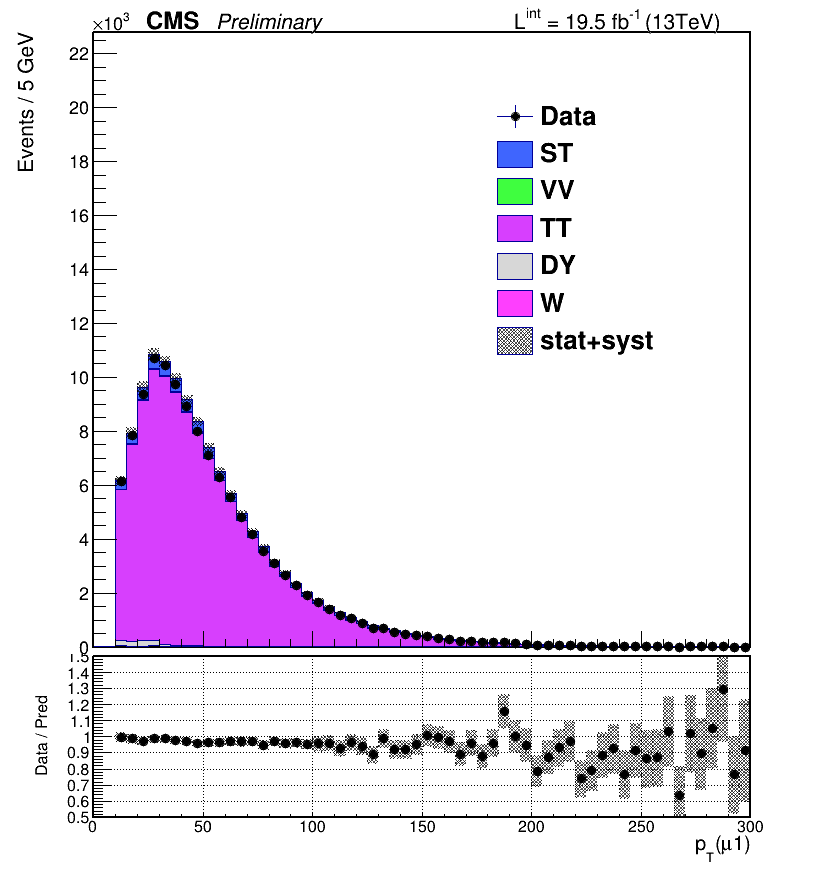 ×10³ CMS Preliminary L^int = 19.5 fb⁻¹ (13TeV)
Events / 5 GeV
22
20
18
16
14
12
10
8
6
4
2
0
Data
ST
VV
TT
DY
W
stat+syst
Data / Pred
1.5
1.4
1.3
1.2
1.1
1
0.9
0.8
0.7
0.6
0.5
0 50 100 150 200 250 300
p_T(μ1)